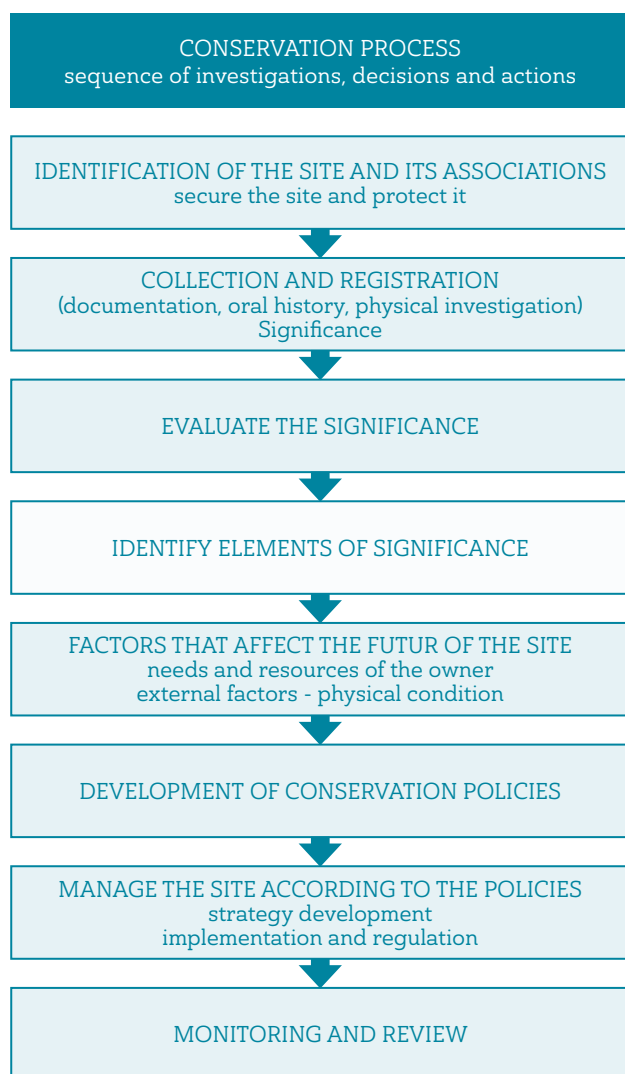 CONSERVATION PROCESS
sequence of investigations, decisions and actions
IDENTIFICATION OF THE SITE AND ITS ASSOCIATIONS
secure the site and protect it
COLLECTION AND REGISTRATION
(documentation, oral history, physical investigation)
Significance
EVALUATE THE SIGNIFICANCE
IDENTIFY ELEMENTS OF SIGNIFICANCE
FACTORS THAT AFFECT THE FUTUR OF THE SITE
needs and resources of the owner
external factors - physical condition
DEVELOPMENT OF CONSERVATION POLICIES
MANAGE THE SITE ACCORDING TO THE POLICIES
strategy development
implementation and regulation
MONITORING AND REVIEW